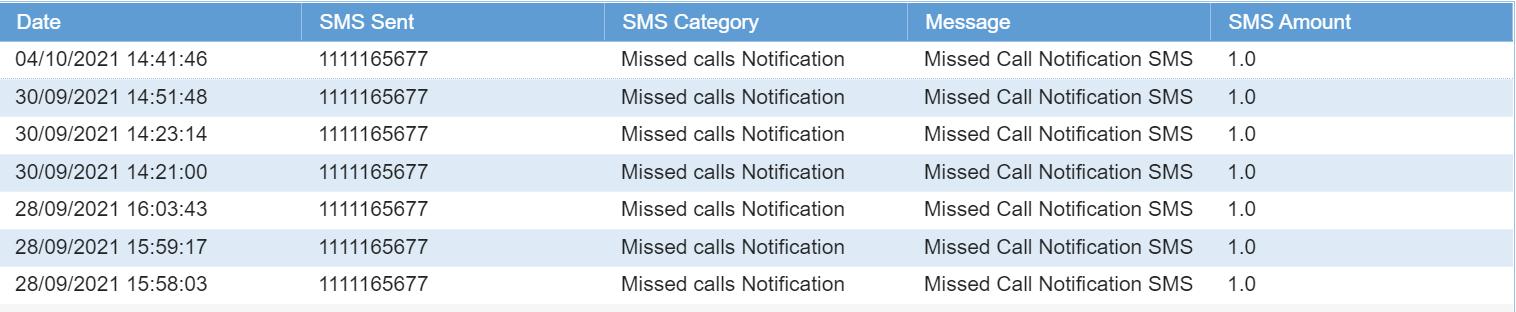 Date SMS Sent SMS Category Message SMS Amount
04/10/2021 14:41:46 1111165677 Missed calls Notification Missed Call Notification SMS 1.0
30/09/2021 14:51:48 1111165677 Missed calls Notification Missed Call Notification SMS 1.0
30/09/2021 14:23:14 1111165677 Missed calls Notification Missed Call Notification SMS 1.0
30/09/2021 14:21:00 1111165677 Missed calls Notification Missed Call Notification SMS 1.0
28/09/2021 16:03:43 1111165677 Missed calls Notification Missed Call Notification SMS 1.0
28/09/2021 15:59:17 1111165677 Missed calls Notification Missed Call Notification SMS 1.0
28/09/2021 15:58:03 1111165677 Missed calls Notification Missed Call Notification SMS 1.0